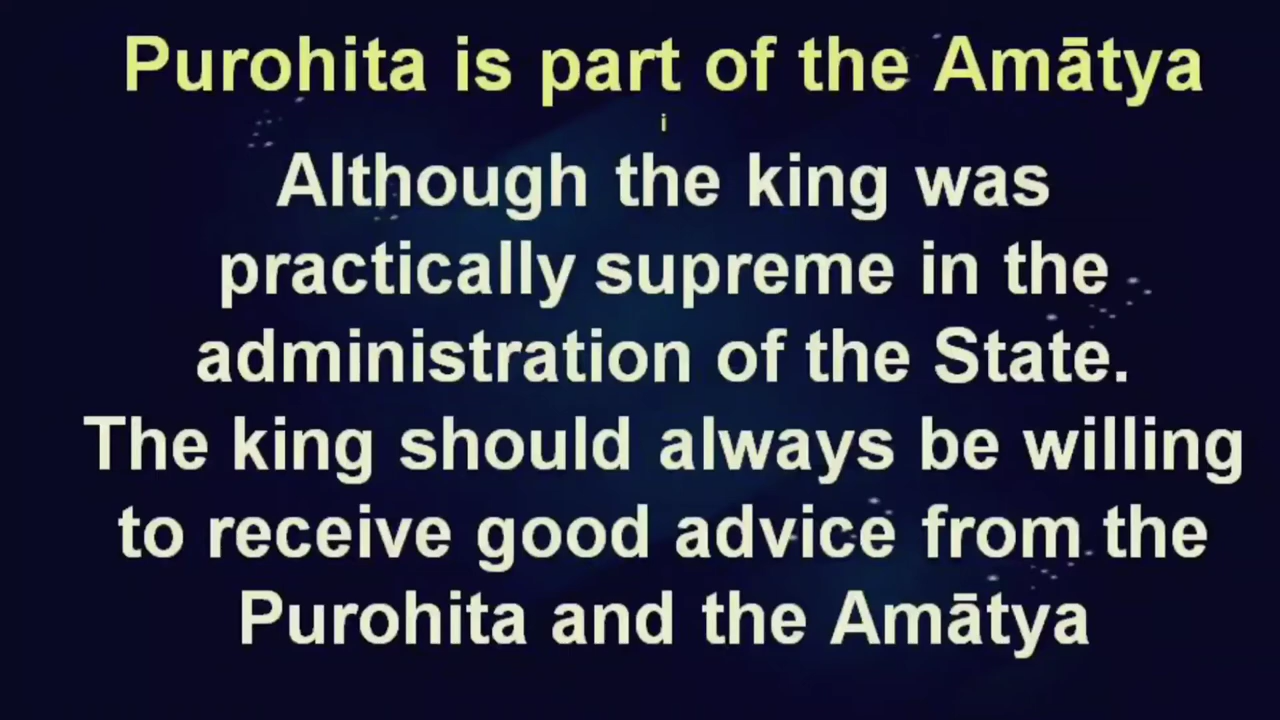 Purohita is part of the Amātya
i
Although the king was
practically supreme in the
administration of the State.
The king should always be willing
to receive good advice from the
Purohita and the Amātya